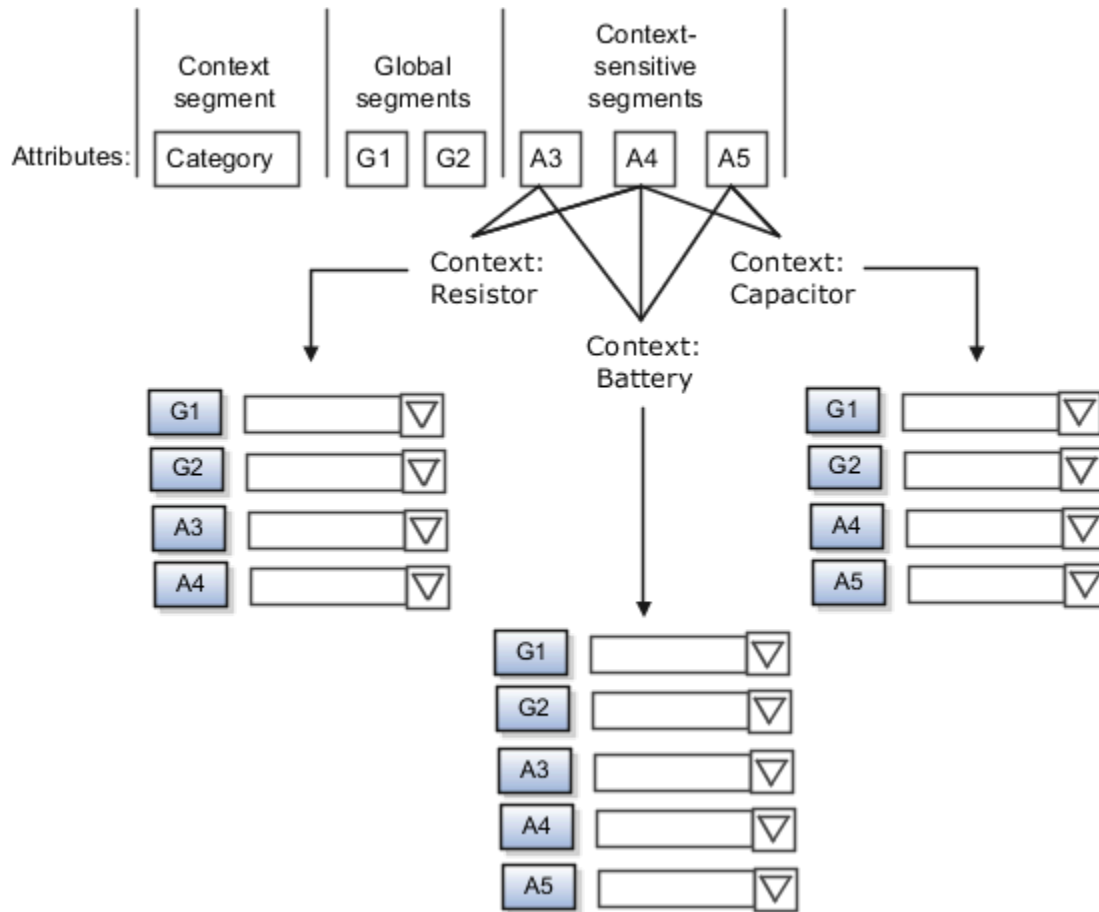 Context
segment
Global
segments
Context-
sensitive
segments
Attributes:
Category
G1
G2
A3
A4
A5
Context:
Resistor
Context:
Capacitor
Context:
Battery
G1
G2
A3
A4
G1
G2
A4
A5
G1
G2
A3
A4
A5